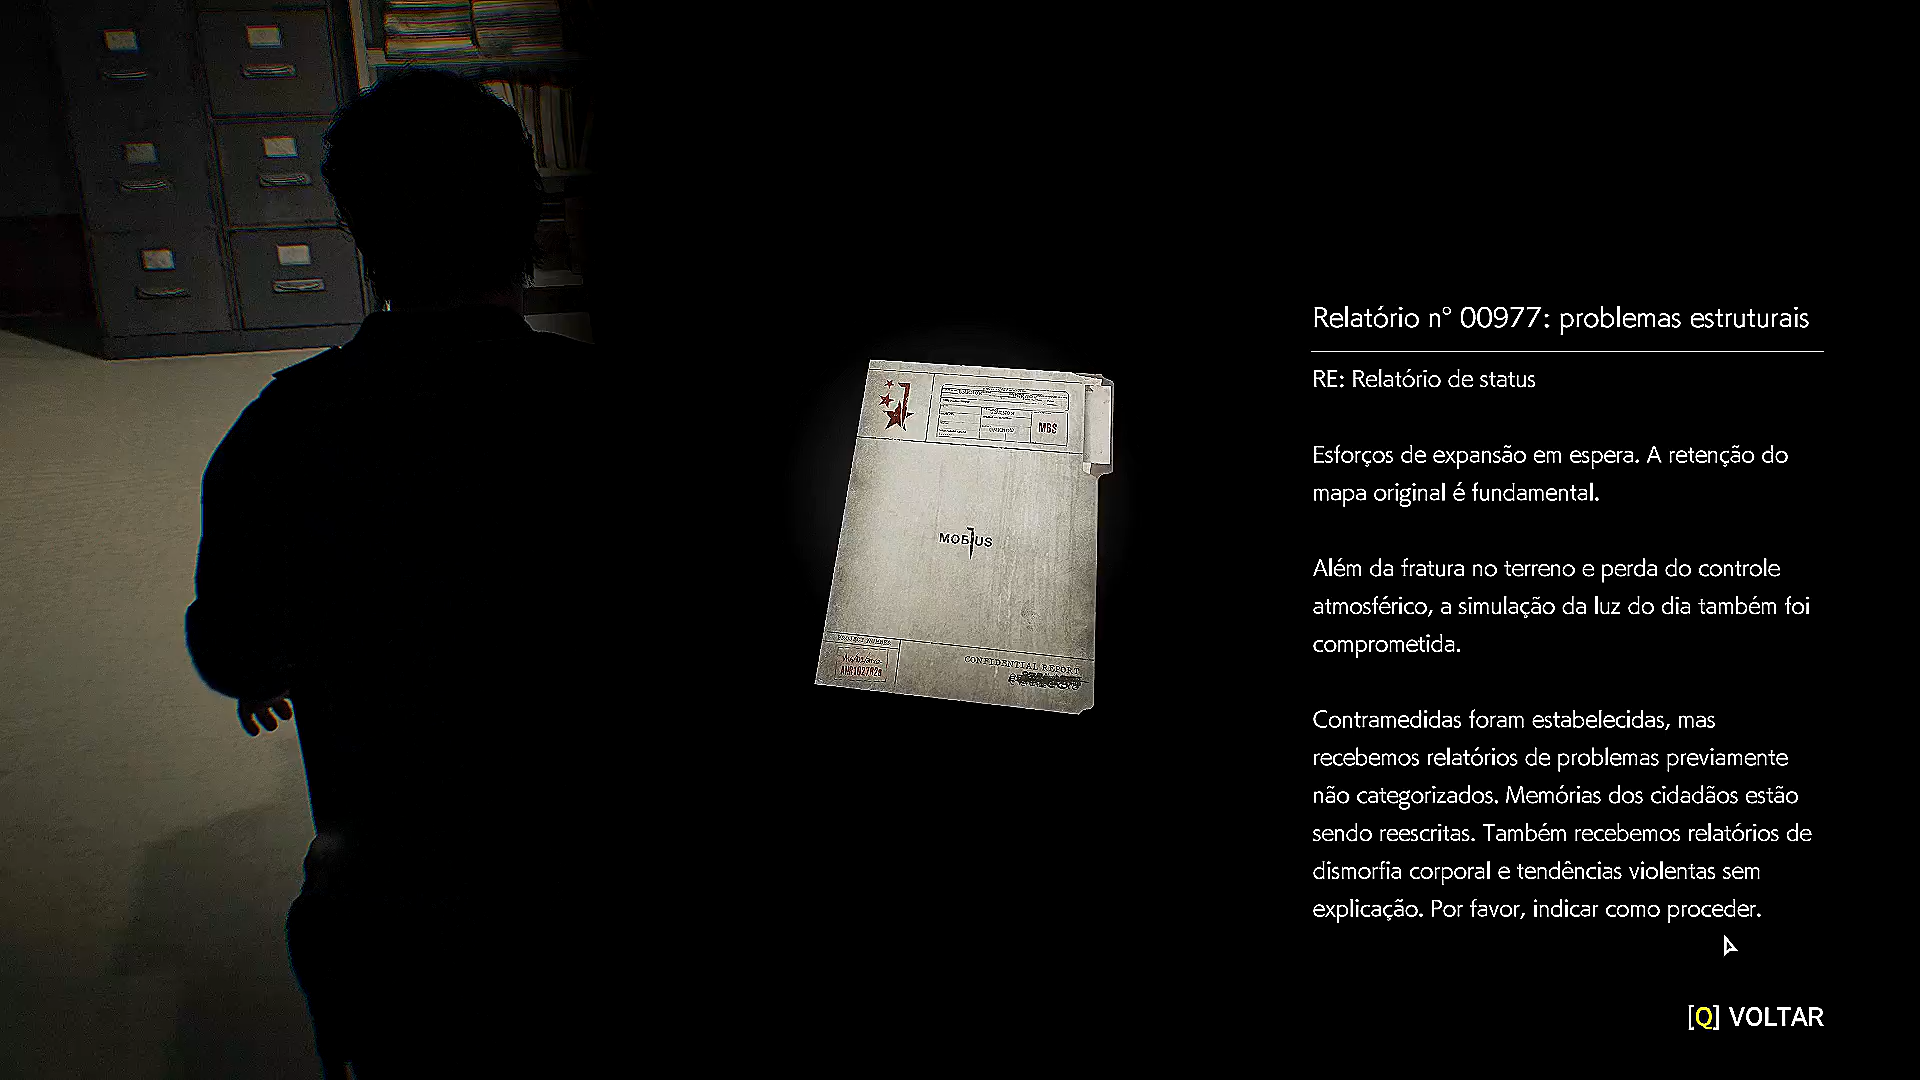 Relatório n° 00977: problemas estruturais
RE: Relatório de status
Esforços de expansão em espera. A retenção do
mapa original é fundamental.
Além da fratura no terreno e perda do controle
atmosférico, a simulação da luz do dia também foi
comprometida.
Contramedidas foram estabelecidas, mas
recebemos relatórios de problemas previamente
não categorizados. Memórias dos cidadãos estão
sendo reescritas. Também recebemos relatórios de
dismorfia corporal e tendências violentas sem
explicação. Por favor, indicar como proceder.
MBS
MOBIUS
PROJECT NUMBER
CONFIDENTIAL REPORT
[Q] VOLTAR